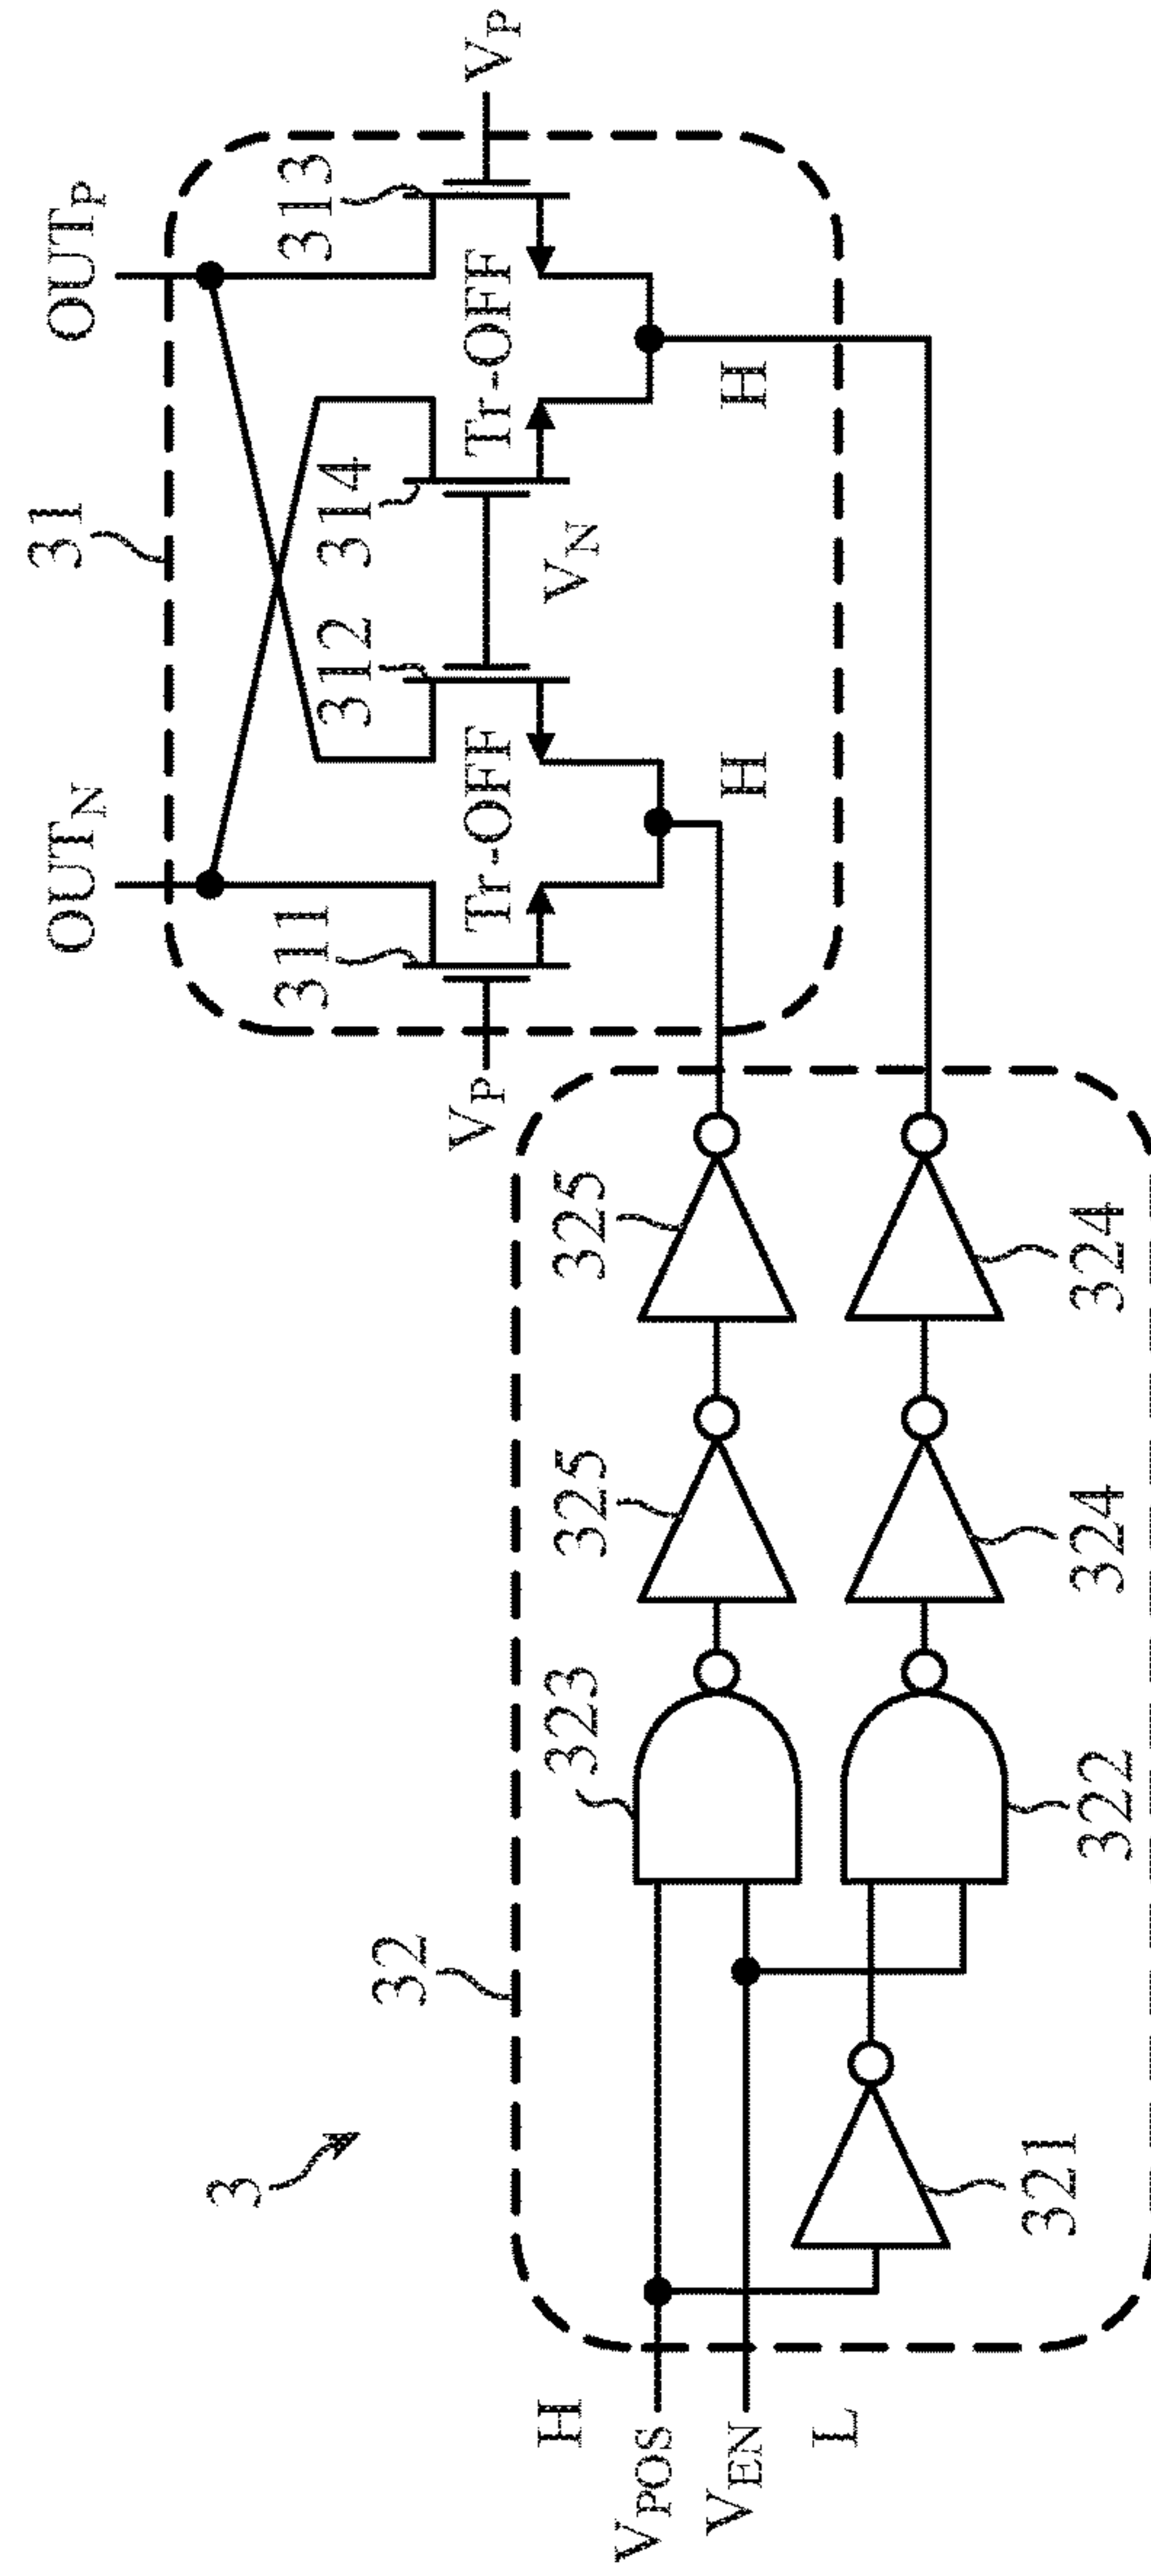 3
31
32
OUT_N
OUT_P
311
312
314
313
Tr-OFF
Tr-OFF
V_P
V_N
V_P
H
H
325
325
323
324
324
322
321
H
V_POS
V_EN
L